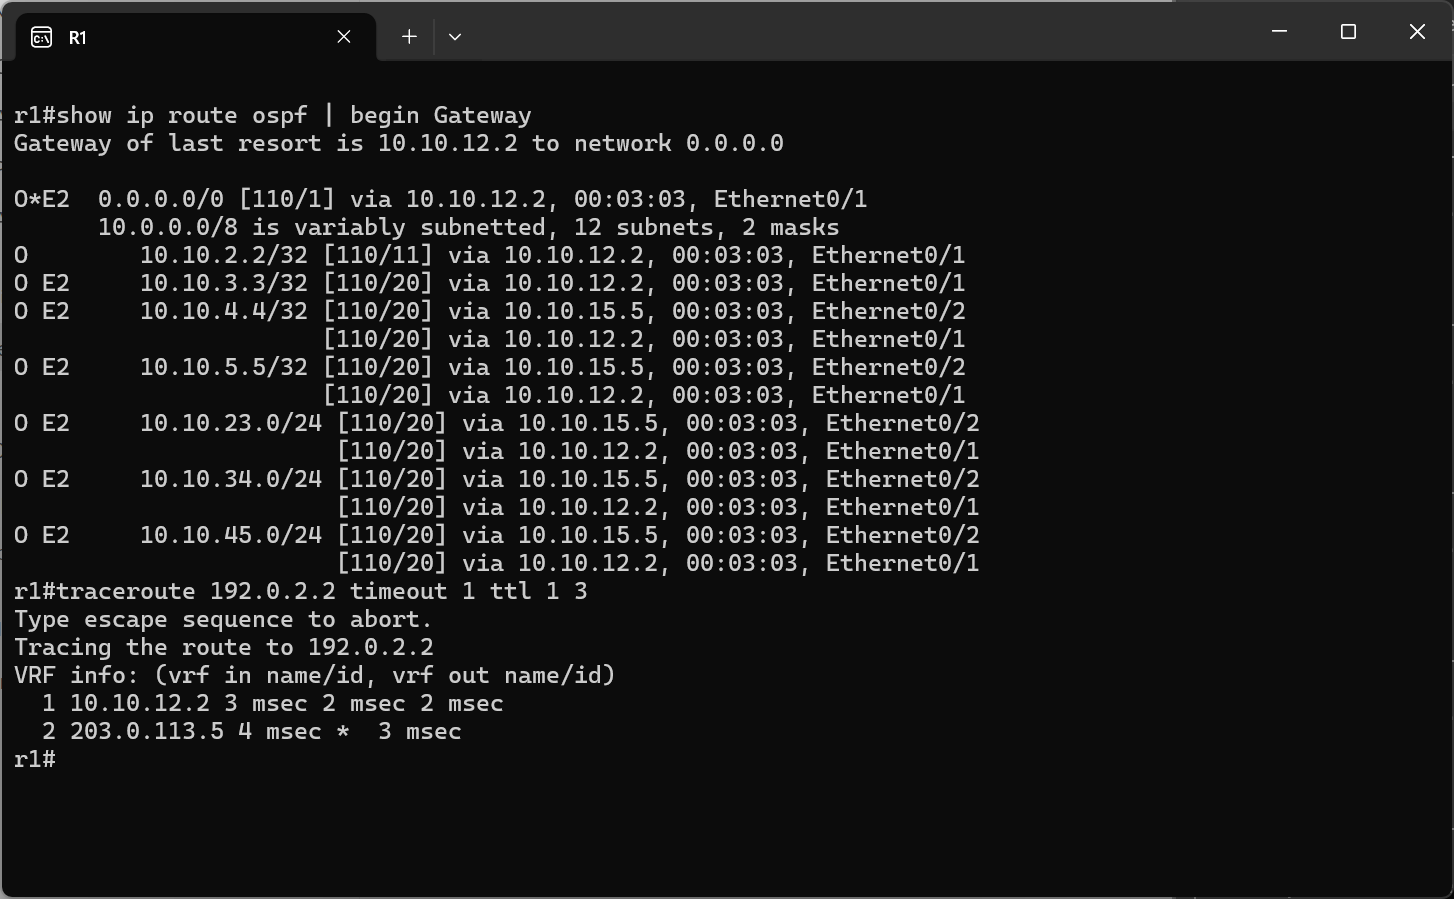 R1
r1#show ip route ospf | begin Gateway
Gateway of last resort is 10.10.12.2 to network 0.0.0.0
O*E2  0.0.0.0/0 [110/1] via 10.10.12.2, 00:03:03, Ethernet0/1
      10.0.0.0/8 is variably subnetted, 12 subnets, 2 masks
O        10.10.2.2/32 [110/11] via 10.10.12.2, 00:03:03, Ethernet0/1
O E2     10.10.3.3/32 [110/20] via 10.10.12.2, 00:03:03, Ethernet0/1
O E2     10.10.4.4/32 [110/20] via 10.10.15.5, 00:03:03, Ethernet0/2
                      [110/20] via 10.10.12.2, 00:03:03, Ethernet0/1
O E2     10.10.5.5/32 [110/20] via 10.10.15.5, 00:03:03, Ethernet0/2
                      [110/20] via 10.10.12.2, 00:03:03, Ethernet0/1
O E2     10.10.23.0/24 [110/20] via 10.10.15.5, 00:03:03, Ethernet0/2
                       [110/20] via 10.10.12.2, 00:03:03, Ethernet0/1
O E2     10.10.34.0/24 [110/20] via 10.10.15.5, 00:03:03, Ethernet0/2
                       [110/20] via 10.10.12.2, 00:03:03, Ethernet0/1
O E2     10.10.45.0/24 [110/20] via 10.10.15.5, 00:03:03, Ethernet0/2
                       [110/20] via 10.10.12.2, 00:03:03, Ethernet0/1
r1#traceroute 192.0.2.2 timeout 1 ttl 1 3
Type escape sequence to abort.
Tracing the route to 192.0.2.2
VRF info: (vrf in name/id, vrf out name/id)
  1 10.10.12.2 3 msec 2 msec 2 msec
  2 203.0.113.5 4 msec *  3 msec
r1#